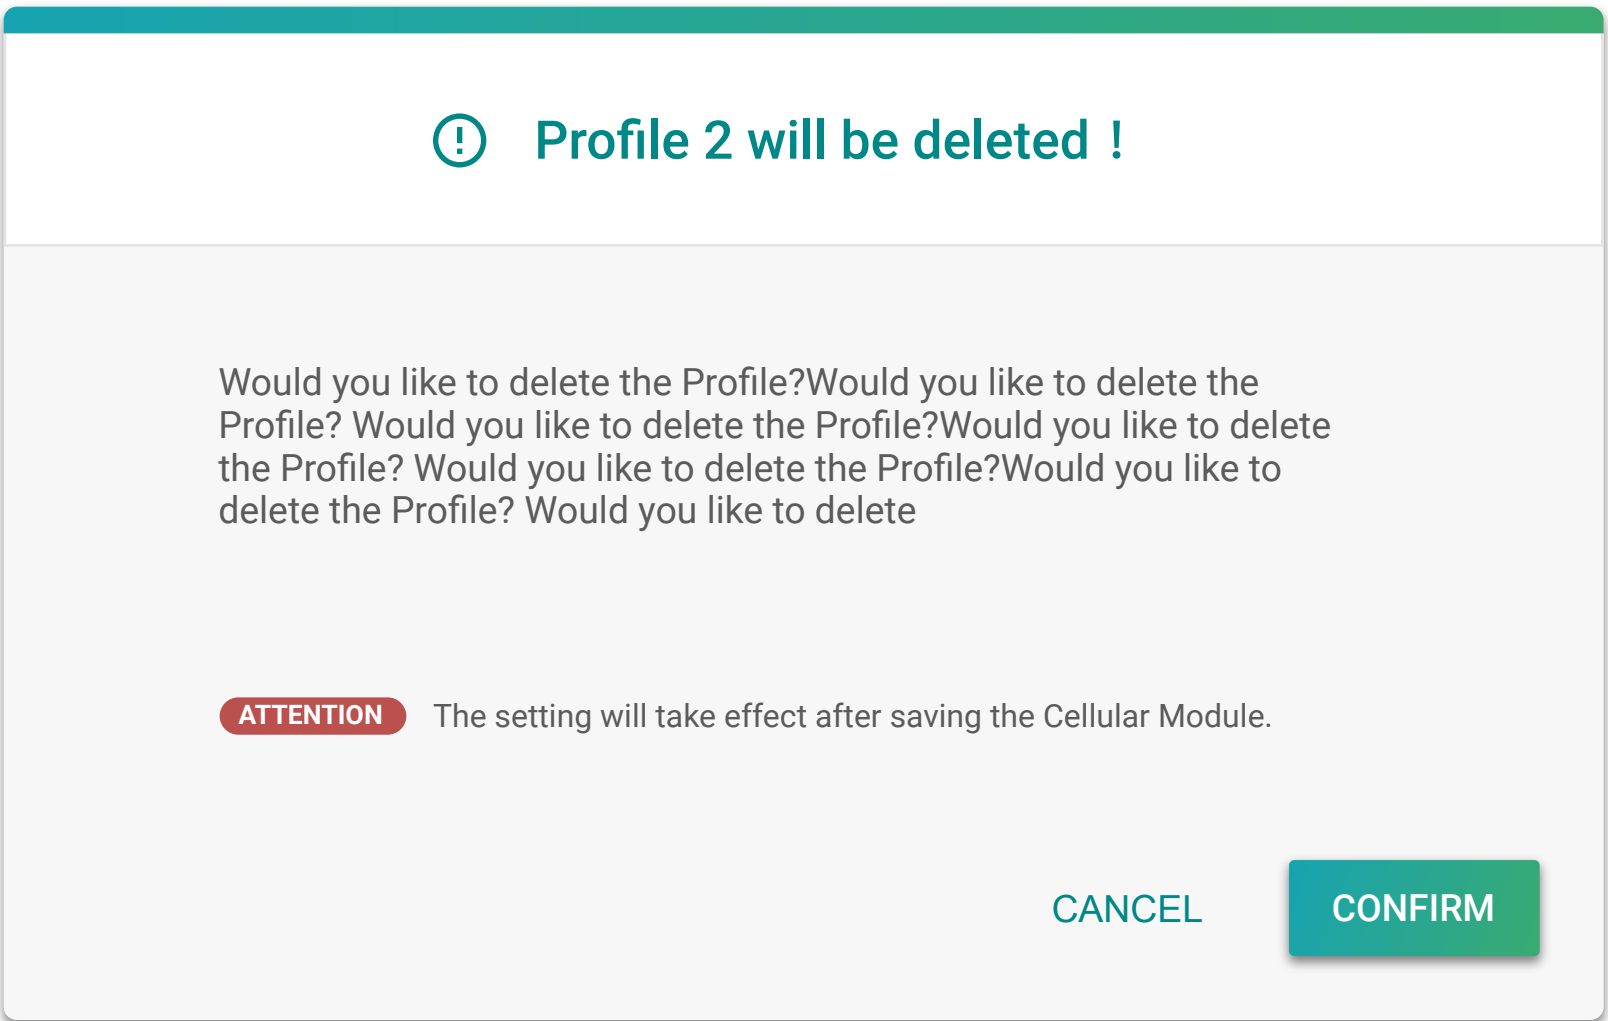 Profile 2 will be deleted !
Would you like to delete the Profile?Would you like to delete the
Profile? Would you like to delete the Profile?Would you like to delete
the Profile? Would you like to delete the Profile?Would you like to
delete the Profile? Would you like to delete
ATTENTION The setting will take effect after saving the Cellular Module.
CANCEL CONFIRM